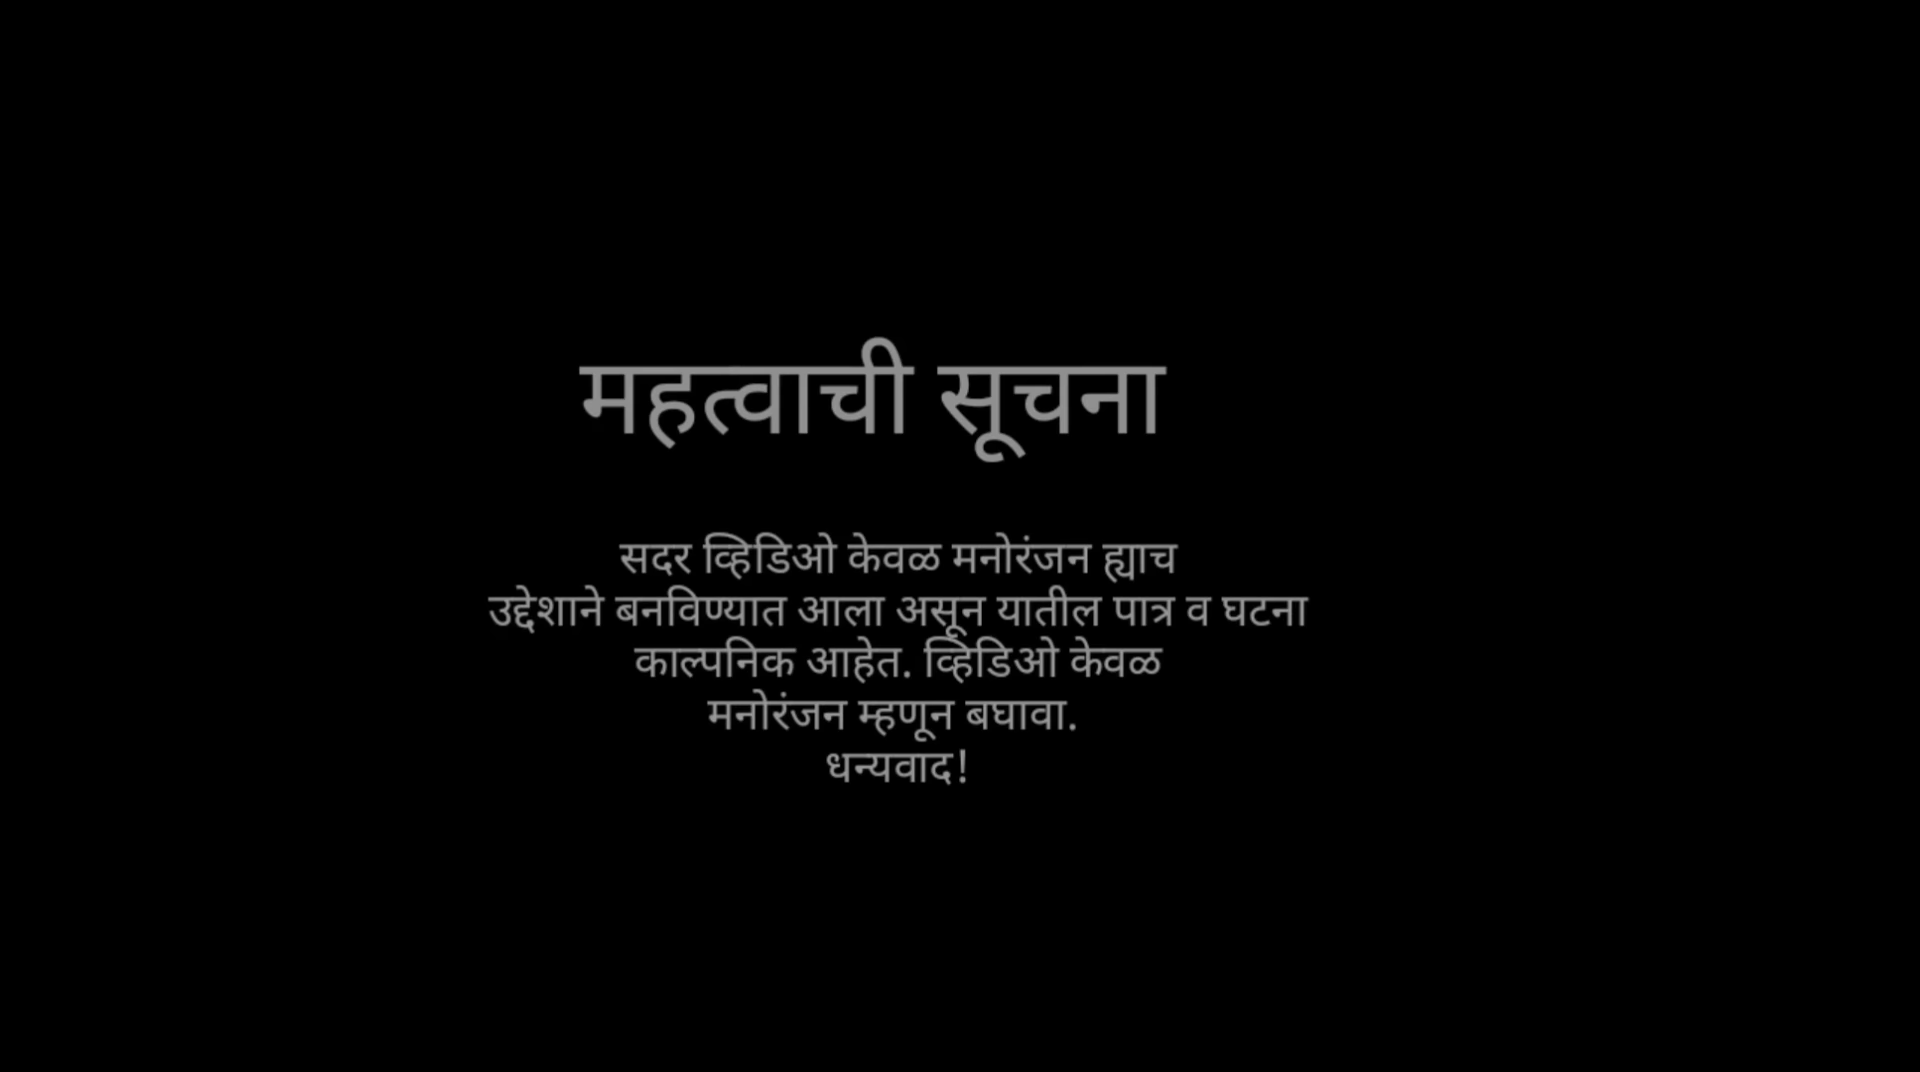 महत्वाची सूचना
सदर व्हिडिओ केवळ मनोरंजन ह्याच
उद्देशाने बनविण्यात आला असून यातील पात्र व घटना
काल्पनिक आहेत. व्हिडिओ केवळ
मनोरंजन म्हणून बघावा.
धन्यवाद!